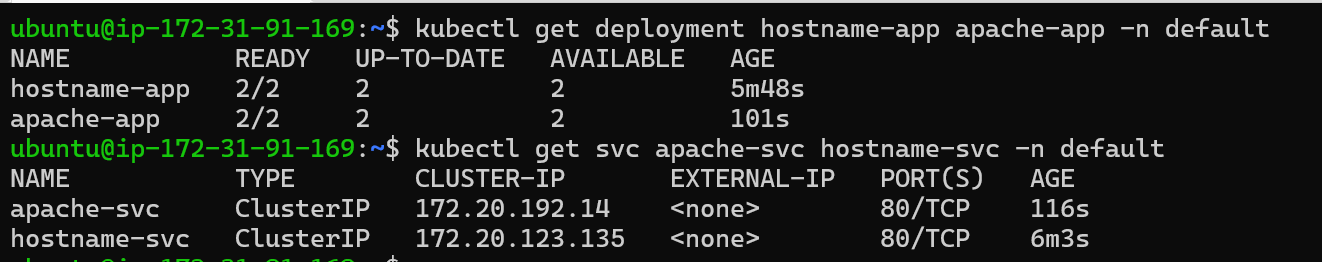 ubuntu@ip-172-31-91-169:~$ kubectl get deployment hostname-app apache-app -n default
NAME READY UP-TO-DATE AVAILABLE AGE
hostname-app 2/2 2 2 5m48s
apache-app 2/2 2 2 101s
ubuntu@ip-172-31-91-169:~$ kubectl get svc apache-svc hostname-svc -n default
NAME TYPE CLUSTER-IP EXTERNAL-IP PORT(S) AGE
apache-svc ClusterIP 172.20.192.14 <none> 80/TCP 116s
hostname-svc ClusterIP 172.20.123.135 <none> 80/TCP 6m3s